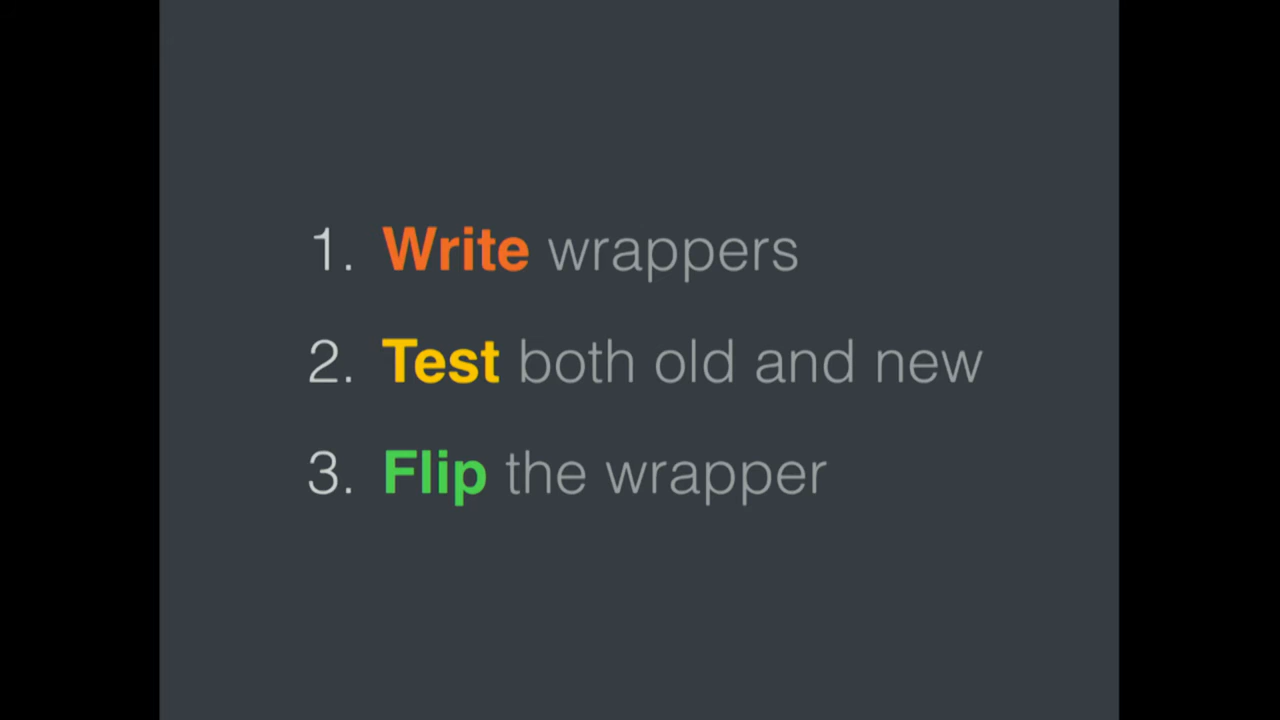 1. Write wrappers
2. Test both old and new
3. Flip the wrapper